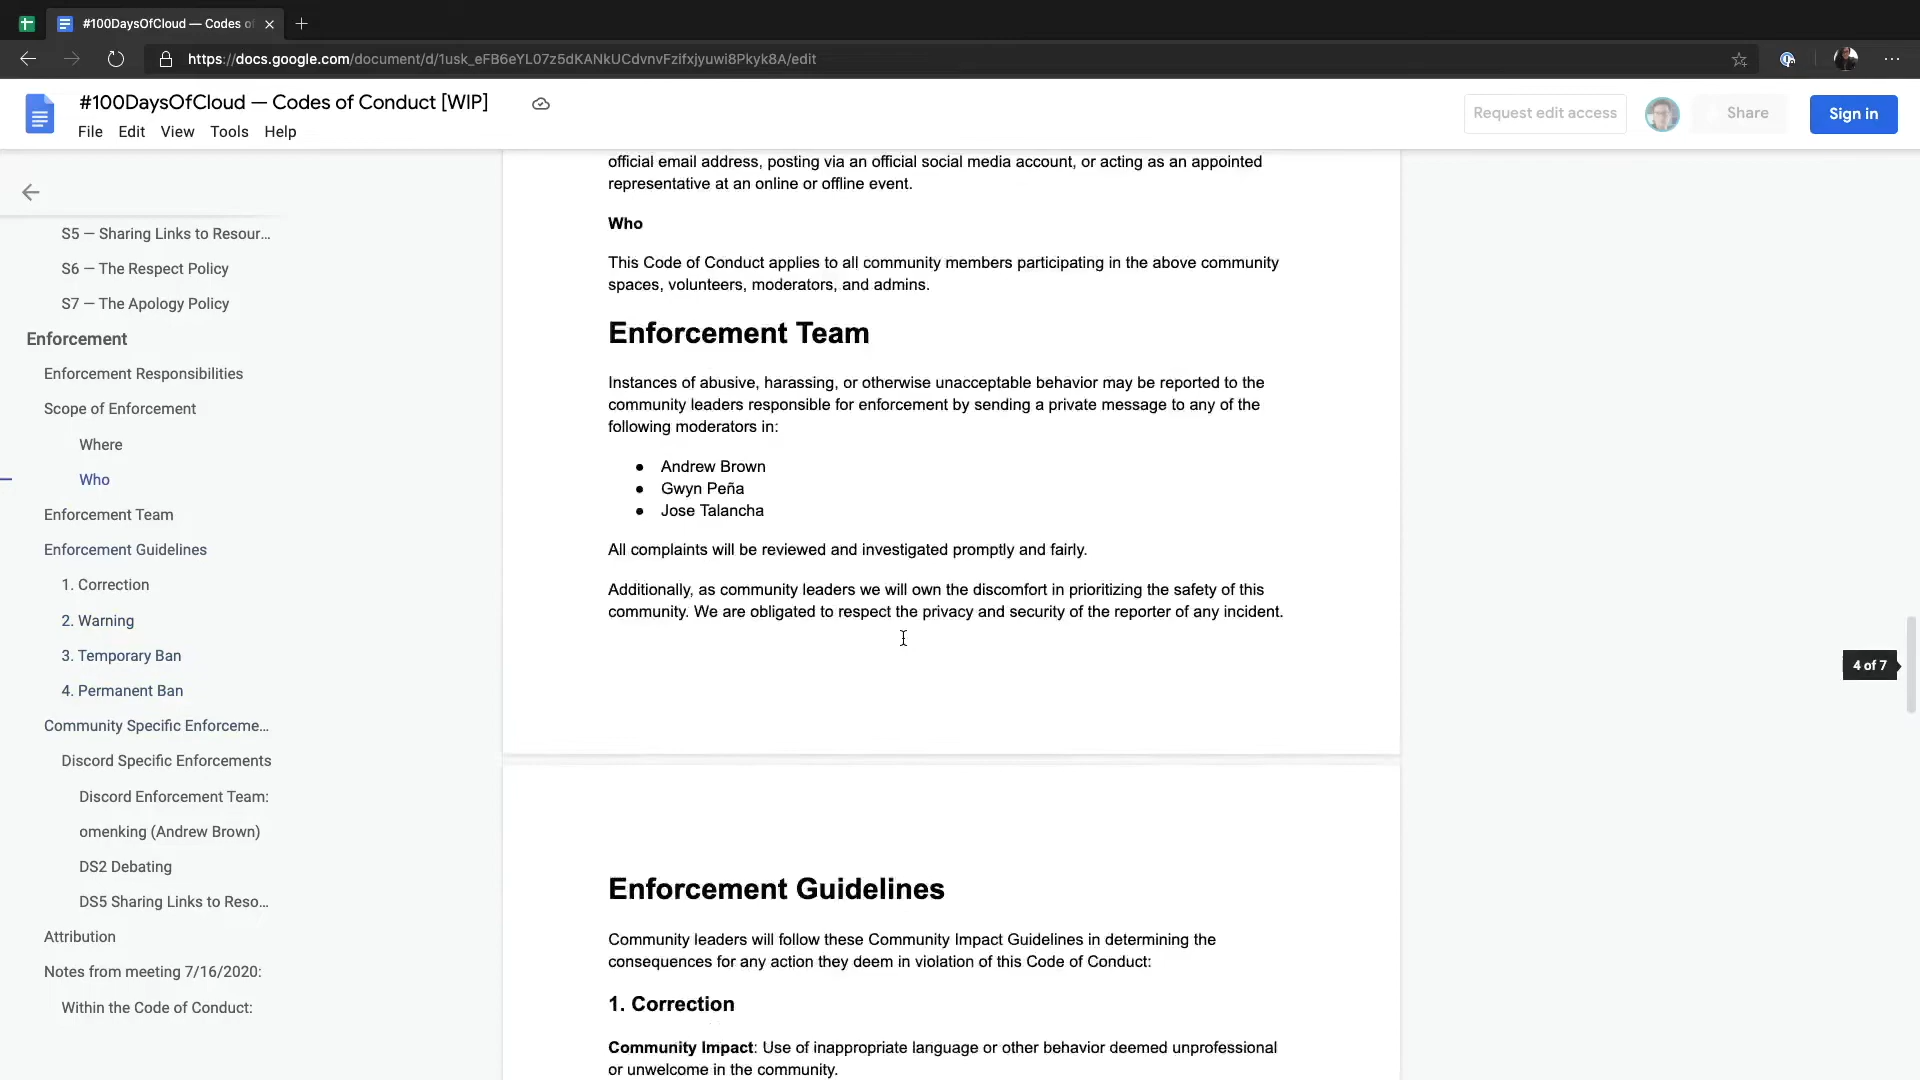 #100DaysOfCloud — Codes of
https://docs.google.com/document/d/1usk_eFB6eYL07z5dKANkUCdvnvFzifxjyuwi8Pkyk8A/edit
#100DaysOfCloud — Codes of Conduct [WIP]
File Edit View Tools Help
Request edit access
Share
Sign in
S5 — Sharing Links to Resour...
S6 — The Respect Policy
S7 — The Apology Policy
Enforcement
Enforcement Responsibilities
Scope of Enforcement
Where
Who
Enforcement Team
Enforcement Guidelines
1. Correction
2. Warning
3. Temporary Ban
4. Permanent Ban
Community Specific Enforceme...
Discord Specific Enforcements
Discord Enforcement Team:
omenking (Andrew Brown)
DS2 Debating
DS5 Sharing Links to Reso...
Attribution
Notes from meeting 7/16/2020:
Within the Code of Conduct:
official email address, posting via an official social media account, or acting as an appointed
representative at an online or offline event.
Who
This Code of Conduct applies to all community members participating in the above community
spaces, volunteers, moderators, and admins.
Enforcement Team
Instances of abusive, harassing, or otherwise unacceptable behavior may be reported to the
community leaders responsible for enforcement by sending a private message to any of the
following moderators in:
● Andrew Brown
● Gwyn Peña
● Jose Talancha
All complaints will be reviewed and investigated promptly and fairly.
Additionally, as community leaders we will own the discomfort in prioritizing the safety of this
community. We are obligated to respect the privacy and security of the reporter of any incident.
4 of 7
Enforcement Guidelines
Community leaders will follow these Community Impact Guidelines in determining the
consequences for any action they deem in violation of this Code of Conduct:
1. Correction
Community Impact: Use of inappropriate language or other behavior deemed unprofessional
or unwelcome in the community.